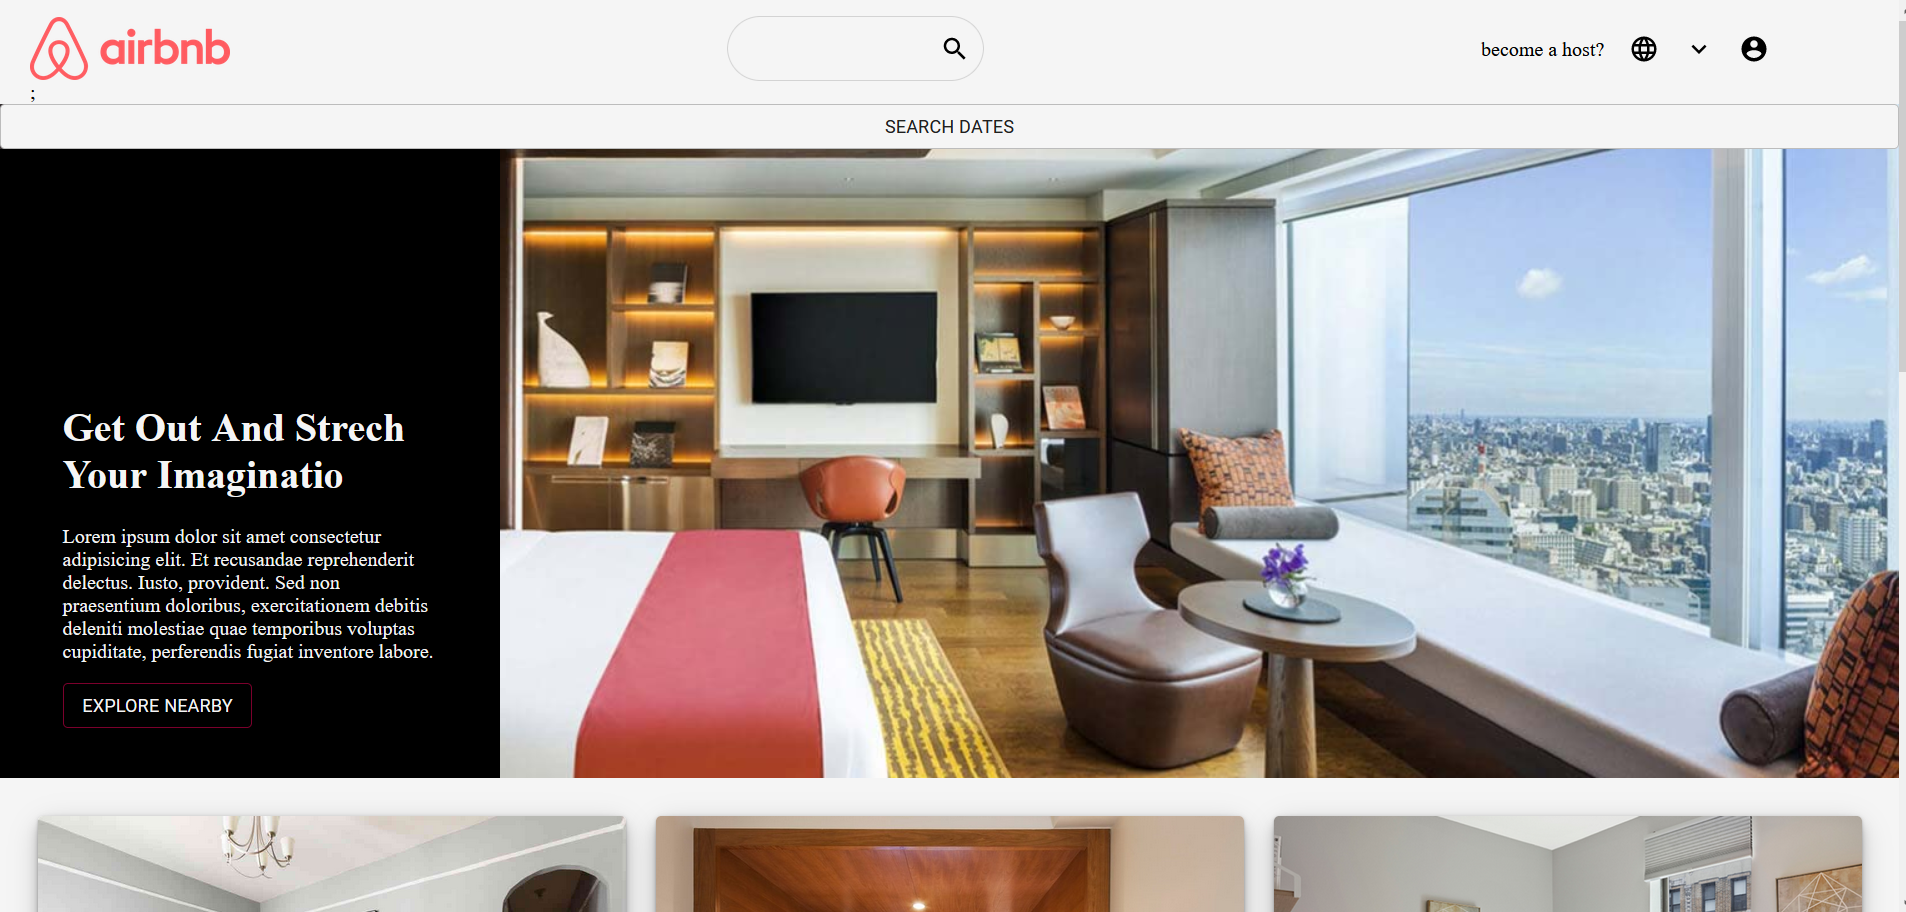 airbnb
become a host?
;
SEARCH DATES
Get Out And Strech
Your Imaginatio
Lorem ipsum dolor sit amet consectetur
adipisicing elit. Et recusandae reprehenderit
delectus. Iusto, provident. Sed non
praesentium doloribus, exercitationem debitis
deleniti molestiae quae temporibus voluptas
cupiditate, perferendis fugiat inventore labore.
EXPLORE NEARBY